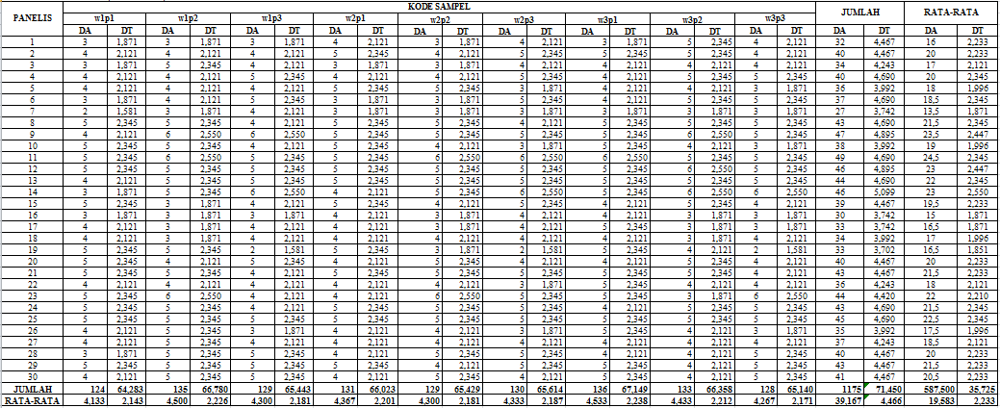 KODE SAMPEL
PANELIS w1p1 w1p2 w1p3 w2p1 w2p2 w2p3 w3p1 w3p2 w3p3 JUMLAH RATA-RATA
DA DT DA DT DA DT DA DT DA DT DA DT DA DT DA DT DA DT DA DT DA DT
1 3 1,871 3 1,871 3 1,871 4 2,121 3 1,871 4 2,121 3 1,871 5 2,345 4 2,121 32 4,467 16 2,233
2 4 2,121 4 2,121 4 2,121 5 2,345 4 2,121 5 2,345 5 2,345 5 2,345 4 2,121 40 4,467 20 2,233
3 3 1,871 5 2,345 4 2,121 3 1,871 3 1,871 4 2,121 4 2,121 4 2,121 4 2,121 34 4,243 17 2,121
4 4 2,121 4 2,121 5 2,345 4 2,121 4 2,121 5 2,345 4 2,121 5 2,345 5 2,345 40 4,690 20 2,345
5 4 2,121 4 2,121 4 2,121 5 2,345 5 2,345 3 1,871 4 2,121 4 2,121 3 1,871 36 3,992 18 1,996
6 3 1,871 4 2,121 5 2,345 3 1,871 3 1,871 5 2,345 4 2,121 5 2,345 5 2,345 37 4,690 18,5 2,345
7 2 1,581 3 1,871 4 2,121 3 1,871 3 1,871 3 1,871 3 1,871 3 1,871 3 1,871 27 3,742 13,5 1,871
8 5 2,345 5 2,345 4 2,121 5 2,345 5 2,345 4 2,121 5 2,345 5 2,345 5 2,345 43 4,690 21,5 2,345
9 4 2,121 6 2,550 6 2,550 5 2,345 5 2,345 5 2,345 5 2,345 6 2,550 5 2,345 47 4,895 23,5 2,447
10 5 2,345 5 2,345 4 2,121 5 2,345 4 2,121 3 1,871 5 2,345 4 2,121 3 1,871 38 3,992 19 1,996
11 5 2,345 6 2,550 5 2,345 5 2,345 6 2,550 6 2,550 6 2,550 5 2,345 5 2,345 49 4,690 24,5 2,345
12 5 2,345 5 2,345 5 2,345 5 2,345 5 2,345 5 2,345 5 2,345 6 2,550 5 2,345 46 4,895 23 2,447
13 4 2,121 5 2,345 5 2,345 5 2,345 5 2,345 5 2,345 5 2,345 5 2,345 5 2,345 44 4,690 22 2,345
14 3 1,871 5 2,345 6 2,550 4 2,121 5 2,345 6 2,550 5 2,345 6 2,550 6 2,550 46 5,099 23 2,550
15 5 2,345 3 1,871 4 2,121 5 2,345 4 2,121 5 2,345 4 2,121 5 2,345 4 2,121 39 4,467 19,5 2,233
16 3 1,871 3 1,871 3 1,871 4 2,121 3 1,871 4 2,121 4 2,121 3 1,871 3 1,871 30 3,742 15 1,871
17 4 2,121 3 1,871 4 2,121 4 2,121 3 1,871 4 2,121 5 2,345 3 1,871 3 1,871 33 3,742 16,5 1,871
18 4 2,121 3 1,871 4 2,121 4 2,121 4 2,121 4 2,121 4 2,121 3 1,871 4 2,121 34 3,992 17 1,996
19 5 2,345 5 2,345 2 1,581 5 2,345 3 1,871 2 1,581 5 2,345 4 2,121 2 1,581 33 3,702 16,5 1,851
20 5 2,345 4 2,121 5 2,345 4 2,121 5 2,345 4 2,121 4 2,121 5 2,345 4 2,121 40 4,467 20 2,233
21 5 2,345 5 2,345 4 2,121 5 2,345 5 2,345 5 2,345 5 2,345 5 2,345 4 2,121 43 4,467 21,5 2,233
22 4 2,121 4 2,121 4 2,121 4 2,121 4 2,121 3 1,871 5 2,345 4 2,121 4 2,121 36 4,243 18 2,121
23 5 2,345 6 2,550 4 2,121 4 2,121 6 2,550 5 2,345 5 2,345 3 1,871 6 2,550 44 4,420 22 2,210
24 5 2,345 5 2,345 4 2,121 5 2,345 5 2,345 5 2,345 4 2,121 5 2,345 5 2,345 43 4,690 21,5 2,345
25 5 2,345 5 2,345 5 2,345 5 2,345 5 2,345 5 2,345 5 2,345 5 2,345 5 2,345 45 4,690 22,5 2,345
26 4 2,121 5 2,345 3 1,871 4 2,121 4 2,121 3 1,871 5 2,345 4 2,121 3 1,871 35 3,992 17,5 1,996
27 4 2,121 5 2,345 4 2,121 4 2,121 4 2,121 4 2,121 4 2,121 4 2,121 4 2,121 37 4,243 18,5 2,121
28 3 1,871 5 2,345 5 2,345 5 2,345 4 2,121 5 2,345 4 2,121 4 2,121 5 2,345 40 4,467 20 2,233
29 5 2,345 5 2,345 5 2,345 5 2,345 4 2,121 5 2,345 5 2,345 4 2,121 5 2,345 43 4,467 21,5 2,233
30 4 2,121 5 2,345 5 2,345 4 2,121 5 2,345 4 2,121 5 2,345 4 2,121 5 2,345 41 4,467 20,5 2,233
JUMLAH 124 64,283 135 66,780 129 65,443 131 66,023 129 65,429 130 65,614 136 67,149 133 66,358 128 65,140 1175 71,450 587,500 35,725
RATA-RATA 4,133 2,143 4,500 2,226 4,300 2,181 4,367 2,201 4,300 2,181 4,333 2,187 4,533 2,238 4,433 2,212 4,267 2,171 39,167 4,466 19,583 2,233